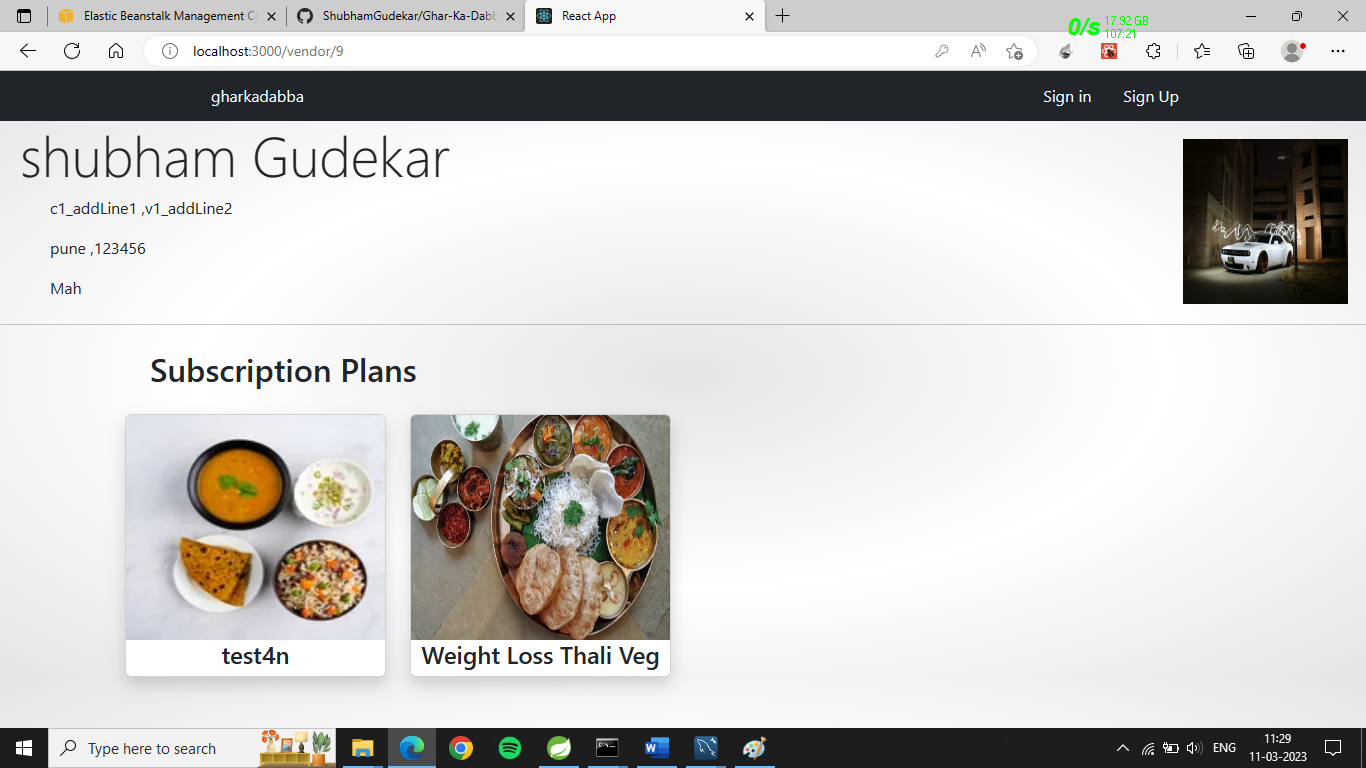 Elastic Beanstalk Management Co
ShubhamGudekar/Ghar-Ka-Dabb
React App
0/s 17.92 GB
107:21
localhost:3000/vendor/9
gharkadabba
Sign in
Sign Up
shubham Gudekar
c1_addLine1 ,v1_addLine2
pune ,123456
Mah
Subscription Plans
test4n
Weight Loss Thali Veg
Type here to search
ENG
11:29
11-03-2023